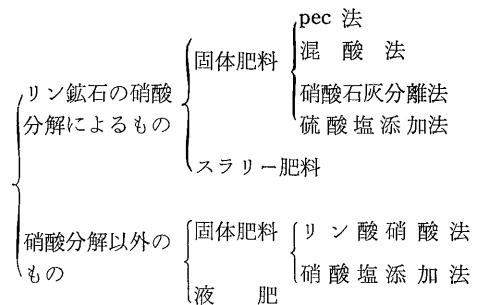 リン鉱石の硝酸
分解によるもの
固体肥料
pec 法
混酸法
硝酸石灰分離法
硫酸塩添加法
スラリー肥料
硝酸分解以外の
もの
固体肥料
リン酸硝酸法
硝酸塩添加法
液肥